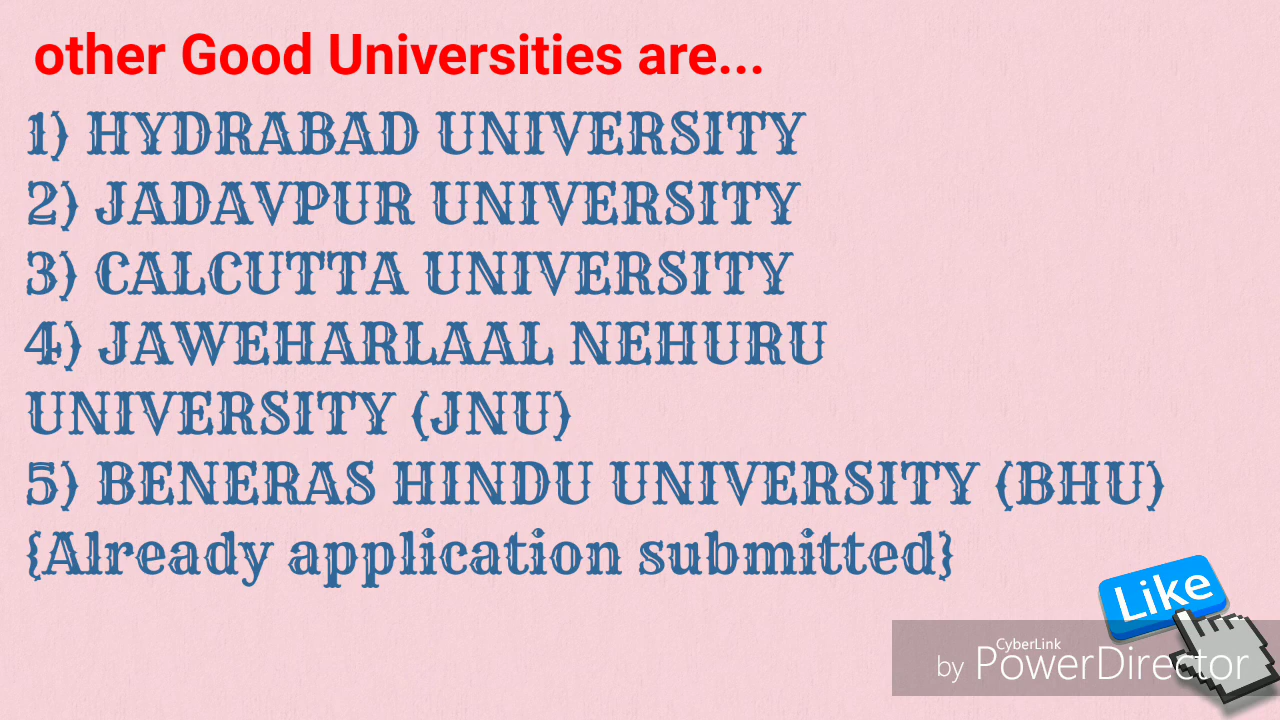 other Good Universities are...
1) HYDRABAD UNIVERSITY
2) JADAVPUR UNIVERSITY
3) CALCUTTA UNIVERSITY
4) JAWEHARLAAL NEHURU
UNIVERSITY (JNU)
5) BENERAS HINDU UNIVERSITY (BHU)
{Already application submitted}
Like
CyberLink
by PowerDirector